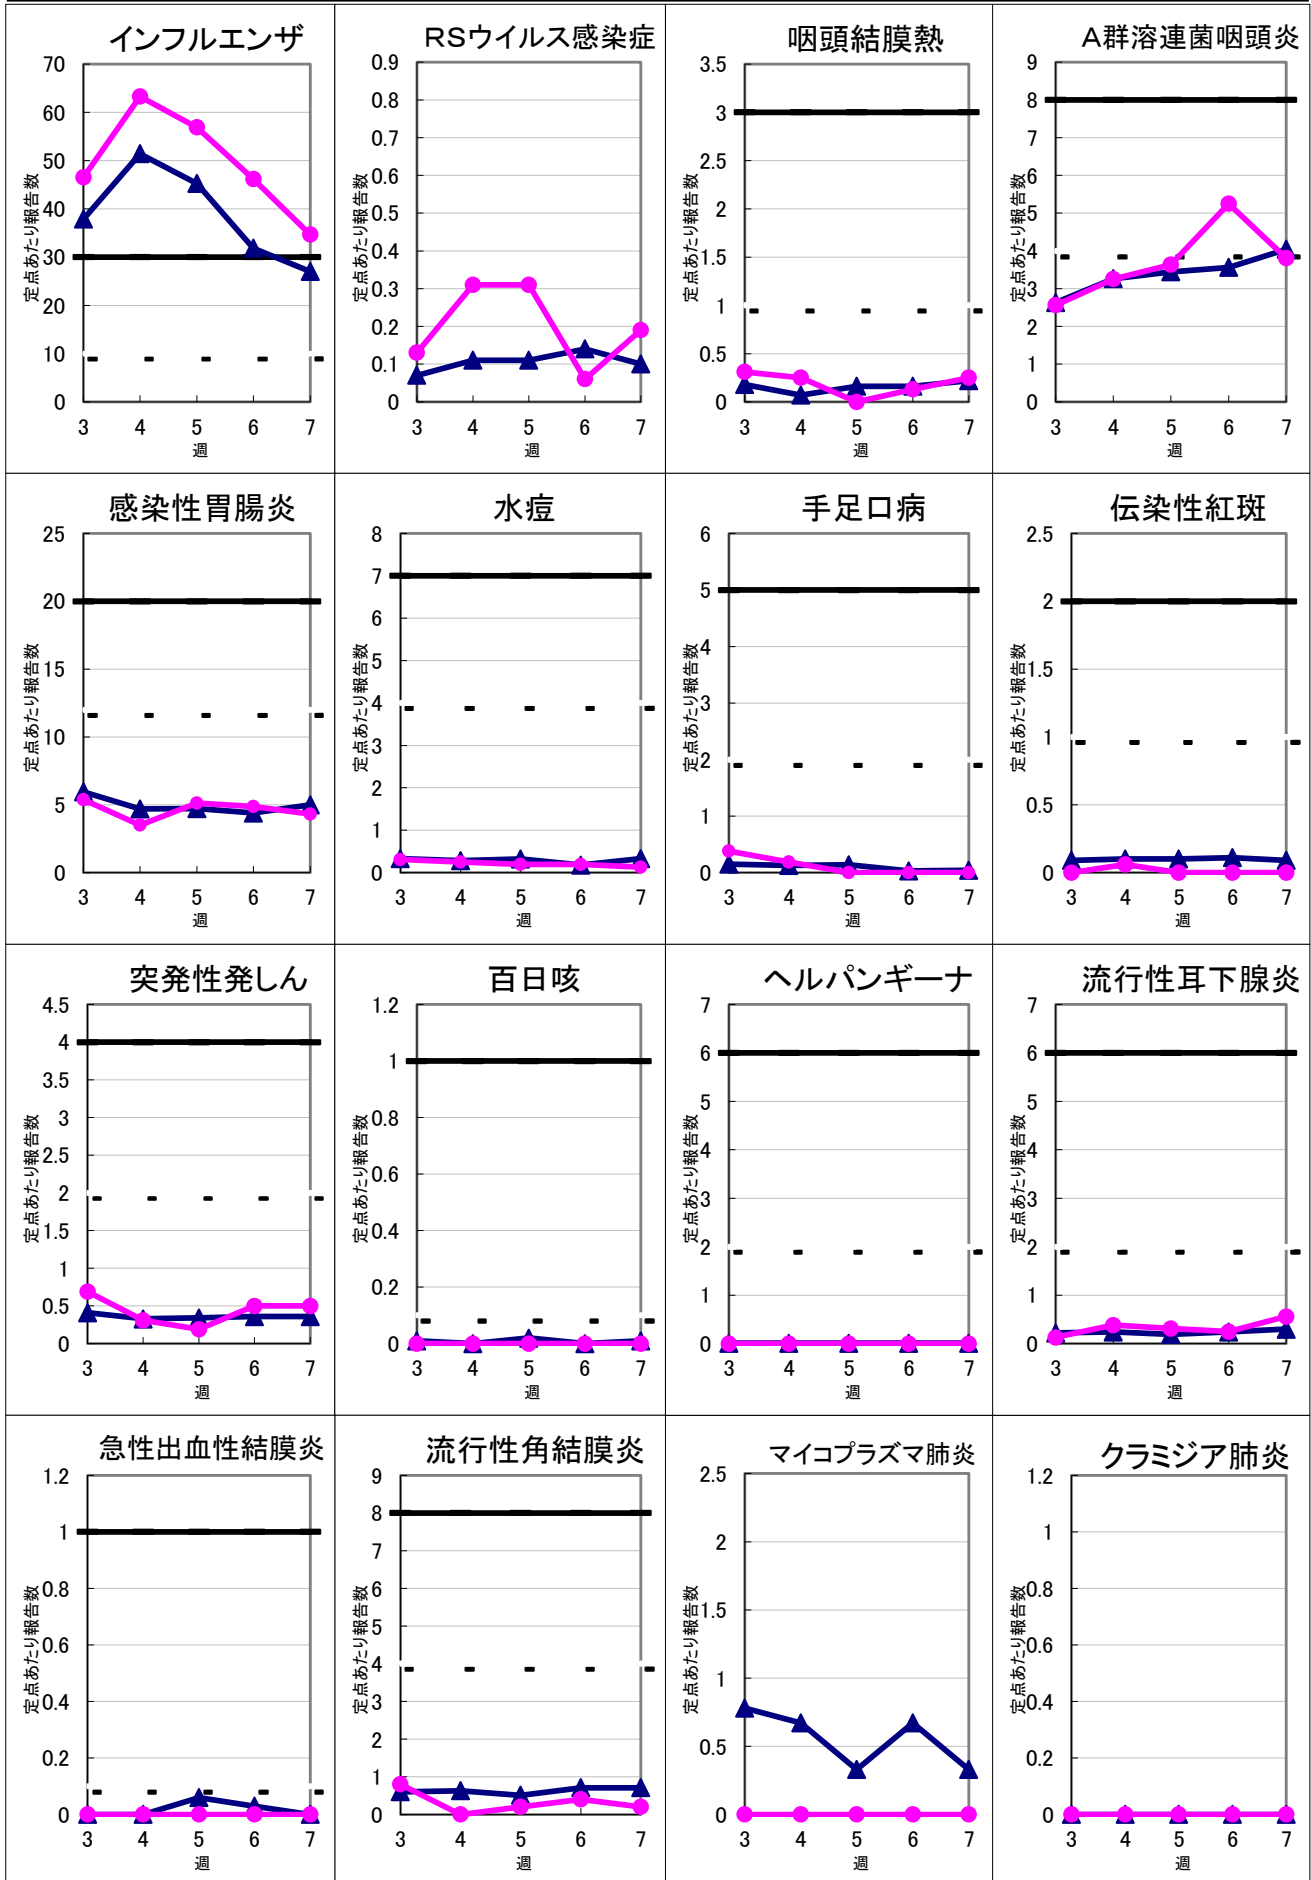 インフルエンザ
70
60
50
40
30
20
10
0
定点あたり報告数
3 4 5 6 7
週
RSウイルス感染症
0.9
0.8
0.7
0.6
0.5
0.4
0.3
0.2
0.1
0
定点あたり報告数
3 4 5 6 7
週
咽頭結膜熱
3.5
3
2.5
2
1.5
1
0.5
0
定点あたり報告数
3 4 5 6 7
週
A群溶連菌咽頭炎
9
8
7
6
5
4
3
2
1
0
定点あたり報告数
3 4 5 6 7
週
感染性胃腸炎
25
20
15
10
5
0
定点あたり報告数
3 4 5 6 7
週
水痘
8
7
6
5
4
3
2
1
0
定点あたり報告数
3 4 5 6 7
週
手足口病
6
5
4
3
2
1
0
定点あたり報告数
3 4 5 6 7
週
伝染性紅斑
2.5
2
1.5
1
0.5
0
定点あたり報告数
3 4 5 6 7
週
突発性発しん
4.5
4
3.5
3
2.5
2
1.5
1
0.5
0
定点あたり報告数
3 4 5 6 7
週
百日咳
1.2
1
0.8
0.6
0.4
0.2
0
定点あたり報告数
3 4 5 6 7
週
ヘルパンギーナ
7
6
5
4
3
2
1
0
定点あたり報告数
3 4 5 6 7
週
流行性耳下腺炎
7
6
5
4
3
2
1
0
定点あたり報告数
3 4 5 6 7
週
急性出血性結膜炎
1.2
1
0.8
0.6
0.4
0.2
0
定点あたり報告数
3 4 5 6 7
週
流行性角結膜炎
9
8
7
6
5
4
3
2
1
0
定点あたり報告数
3 4 5 6 7
週
マイコプラズマ肺炎
2.5
2
1.5
1
0.5
0
定点あたり報告数
3 4 5 6 7
週
クラミジア肺炎
1.2
1
0.8
0.6
0.4
0.2
0
定点あたり報告数
3 4 5 6 7
週